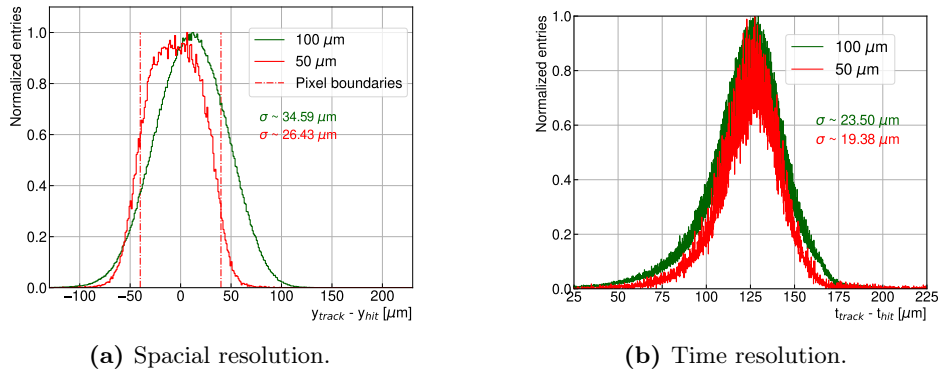 Normalized entries
1.0
0.8
0.6
0.4
0.2
0.0
−100
−50
0
50
100
150
200
y_track - y_hit [μm]
100 μm
50 μm
Pixel boundaries
σ ~ 34.59 μm
σ ~ 26.43 μm
(a) Spacial resolution.
Normalized entries
1.0
0.8
0.6
0.4
0.2
0.0
25
50
75
100
125
150
175
200
225
t_track - t_hit [μm]
100 μm
50 μm
σ ~ 23.50 μm
σ ~ 19.38 μm
(b) Time resolution.